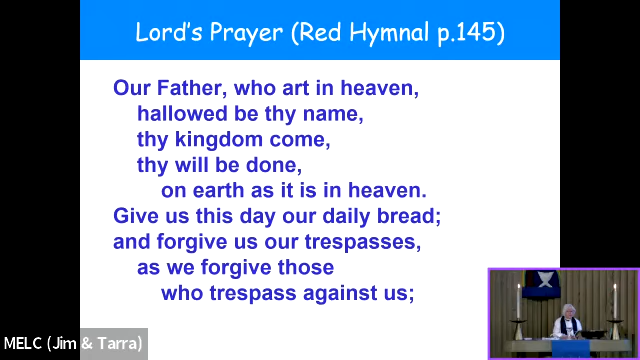 Lord's Prayer (Red Hymnal p.145)
Our Father, who art in heaven,
hallowed be thy name,
thy kingdom come,
thy will be done,
on earth as it is in heaven.
Give us this day our daily bread;
and forgive us our trespasses,
as we forgive those
who trespass against us;
MELC (Jim & Tarra)